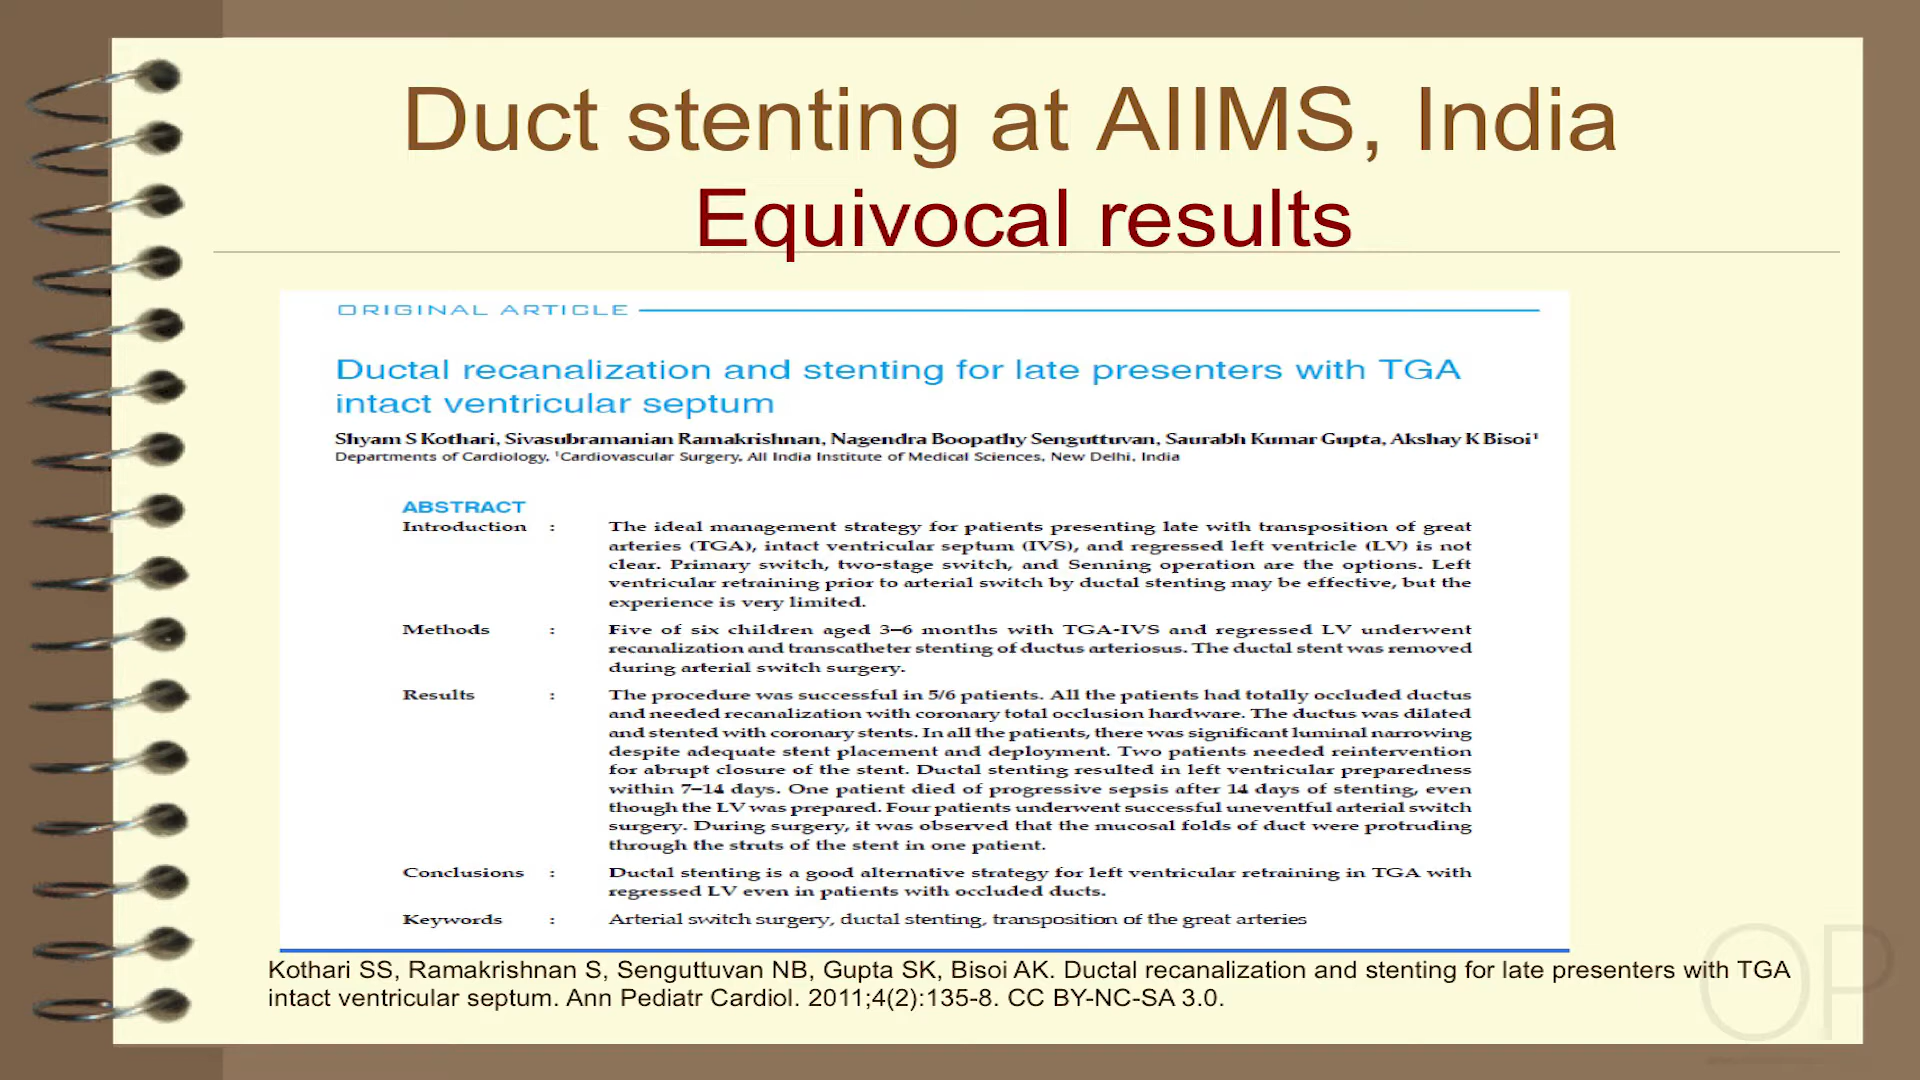 Duct stenting at AIIMS, India
Equivocal results
ORIGINAL ARTICLE
Ductal recanalization and stenting for late presenters with TGA
intact ventricular septum
Shyam S Kothari, Sivasubramanian Ramakrishnan, Nagendra Boopathy Senguttuvan, Saurabh Kumar Gupta, Akshay K Bisoi¹
Departments of Cardiology, ¹Cardiovascular Surgery, All India Institute of Medical Sciences, New Delhi, India
ABSTRACT
Introduction : The ideal management strategy for patients presenting late with transposition of great
arteries (TGA), intact ventricular septum (IVS), and regressed left ventricle (LV) is not
clear. Primary switch, two-stage switch, and Senning operation are the options. Left
ventricular retraining prior to arterial switch by ductal stenting may be effective, but the
experience is very limited.
Methods : Five of six children aged 3–6 months with TGA-IVS and regressed LV underwent
recanalization and transcatheter stenting of ductus arteriosus. The ductal stent was removed
during arterial switch surgery.
Results : The procedure was successful in 5/6 patients. All the patients had totally occluded ductus
and needed recanalization with coronary total occlusion hardware. The ductus was dilated
and stented with coronary stents. In all the patients, there was significant luminal narrowing
despite adequate stent placement and deployment. Two patients needed reintervention
for abrupt closure of the stent. Ductal stenting resulted in left ventricular preparedness
within 7–14 days. One patient died of progressive sepsis after 14 days of stenting, even
though the LV was prepared. Four patients underwent successful uneventful arterial switch
surgery. During surgery, it was observed that the mucosal folds of duct were protruding
through the struts of the stent in one patient.
Conclusions : Ductal stenting is a good alternative strategy for left ventricular retraining in TGA with
regressed LV even in patients with occluded ducts.
Keywords : Arterial switch surgery, ductal stenting, transposition of the great arteries
Kothari SS, Ramakrishnan S, Senguttuvan NB, Gupta SK, Bisoi AK. Ductal recanalization and stenting for late presenters with TGA
intact ventricular septum. Ann Pediatr Cardiol. 2011;4(2):135-8. CC BY-NC-SA 3.0.
OP